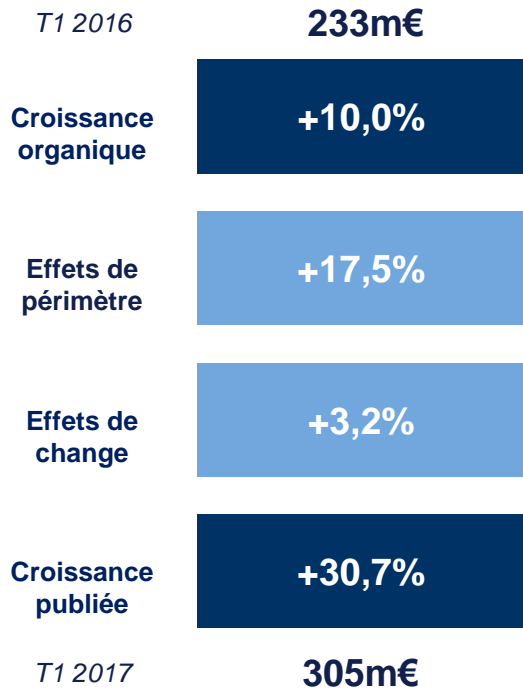 T1 2016
233m€
Croissance
organique
+10,0%
Effets de
périmètre
+17,5%
Effets de
change
+3,2%
Croissance
publiée
+30,7%
T1 2017
305m€